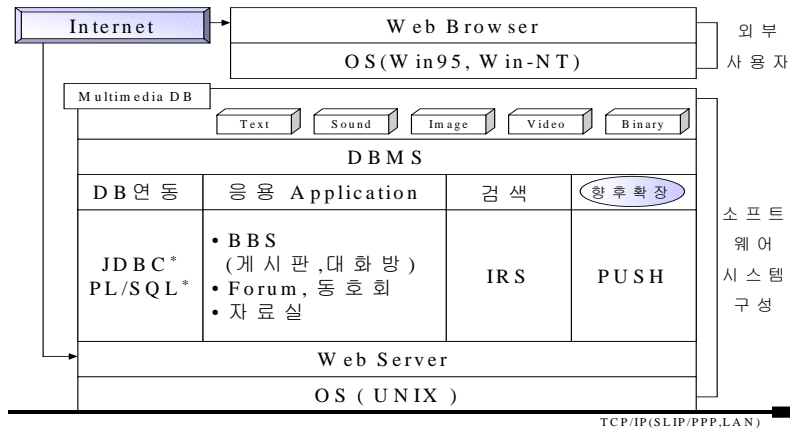 Internet
Web Browser
OS(Win95, Win-NT)
외부
사용자
Multimedia DB
Text
Sound
Image
Video
Binary
DBMS
DB연동
응용 Application
검색
향후확장
JDBC*
PL/SQL*
• BBS
(게시판,대화방)
• Forum, 동호회
• 자료실
IRS
PUSH
소프트
웨어
시스템
구성
Web Server
OS ( UNIX )
TCP/IP(SLIP/PPP,LAN)